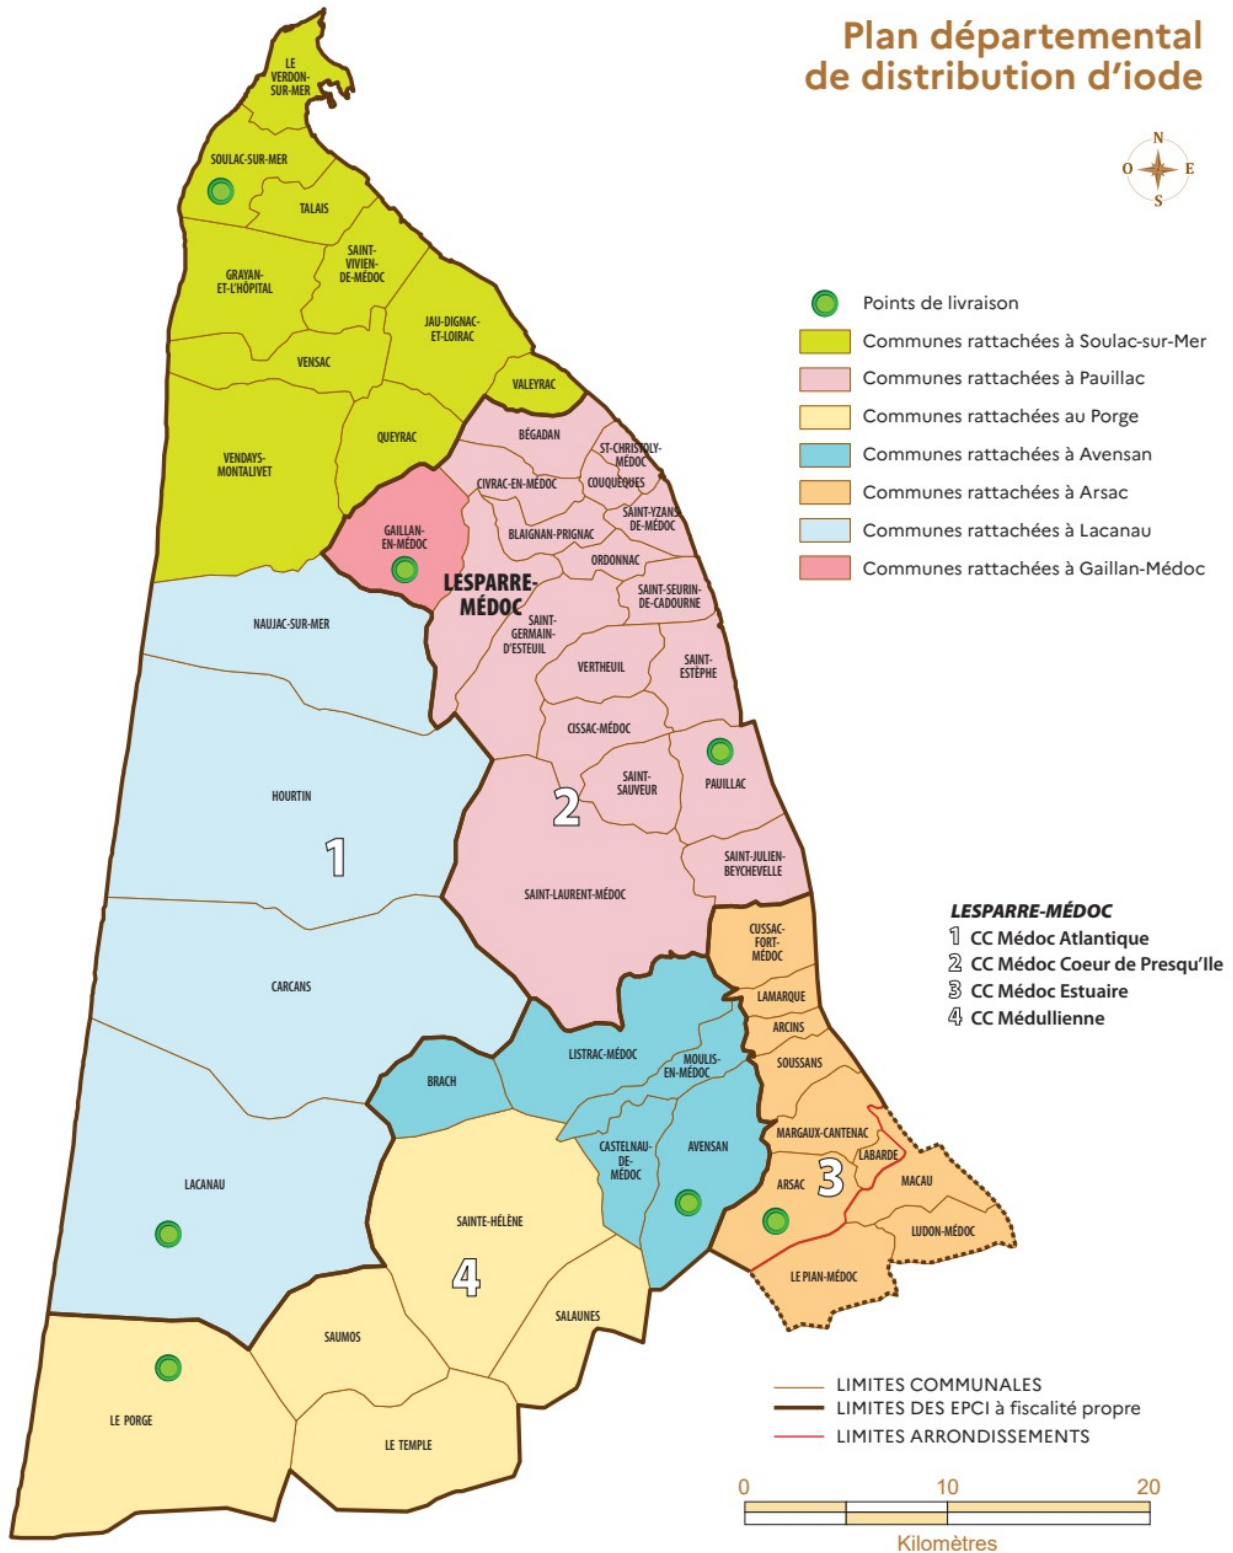 Plan départemental
de distribution d'iode
N
O
E
S
Points de livraison
Communes rattachées à Soulac-sur-Mer
Communes rattachées à Pauillac
Communes rattachées au Porge
Communes rattachées à Avensan
Communes rattachées à Arsac
Communes rattachées à Lacanau
Communes rattachées à Gaillan-Médoc
LE
VERDON-
SUR-MER
SOULAC-SUR-MER
TALAIS
GRAYAN-
ET-L'HÔPITAL
SAINT-
VIVIEN-
DE-MÉDOC
JAU-DIGNAC-
ET-LOIRAC
VENSAC
VALEYRAC
QUEYRAC
VENDAYS-
MONTALIVET
BÉGADAN
ST-CHRISTOLY-
MÉDOC
CIVRAC-EN-MÉDOC
COUQUÈQUES
SAINT-YZANS
DE-MÉDOC
BLAIGNAN-PRIGNAC
GAILLAN-
EN-MÉDOC
ORDONNAC
LESPARRE-
MÉDOC
SAINT-SEURIN-
DE-CADOURNE
SAINT-
GERMAIN-
D'ESTEUIL
NAUJAC-SUR-MER
VERTHEUIL
SAINT-
ESTÈPHE
CISSAC-MÉDOC
SAINT-
SAUVEUR
PAUILLAC
HOURTIN
1
2
SAINT-JULIEN-
BEYCHEVELLE
SAINT-LAURENT-MÉDOC
CUSSAC-
FORT-
MÉDOC
CARCANS
LAMARQUE
ARCINS
SOUSSANS
LISTRAC-MÉDOC
MOULIS-
EN-MÉDOC
BRACH
MARGAUX-CANTENAC
LABARDE
CASTELNAU-
DE-
MÉDOC
AVENSAN
ARSAC
3
MACAU
LACANAU
SAINTE-HÉLÈNE
LUDON-MÉDOC
4
LE PIAN-MÉDOC
SALAUNES
SAUMOS
LE PORGE
LE TEMPLE
LESPARRE-MÉDOC
1 CC Médoc Atlantique
2 CC Médoc Coeur de Presqu'Ile
3 CC Médoc Estuaire
4 CC Médullienne
LIMITES COMMUNALES
LIMITES DES EPCI à fiscalité propre
LIMITES ARRONDISSEMENTS
0 10 20
Kilomètres